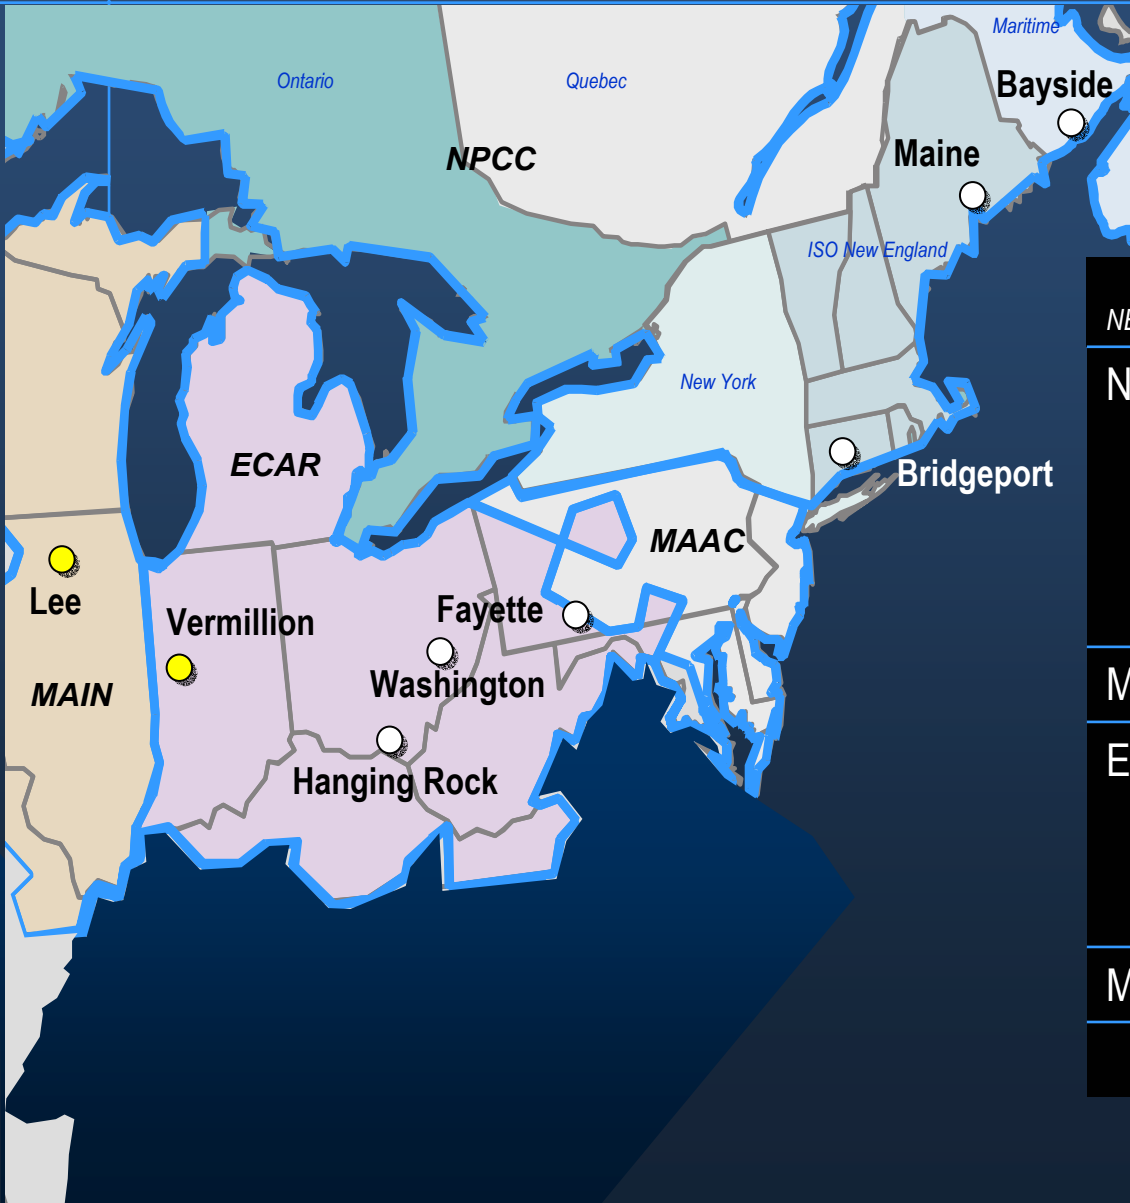 Maritime
Ontario
Quebec
Bayside
NPCC
Maine
ISO New England
New York
ECAR
Bridgeport
MAAC
Lee
Fayette
Vermillion
Washington
MAIN
Hanging Rock
N
M
E
M